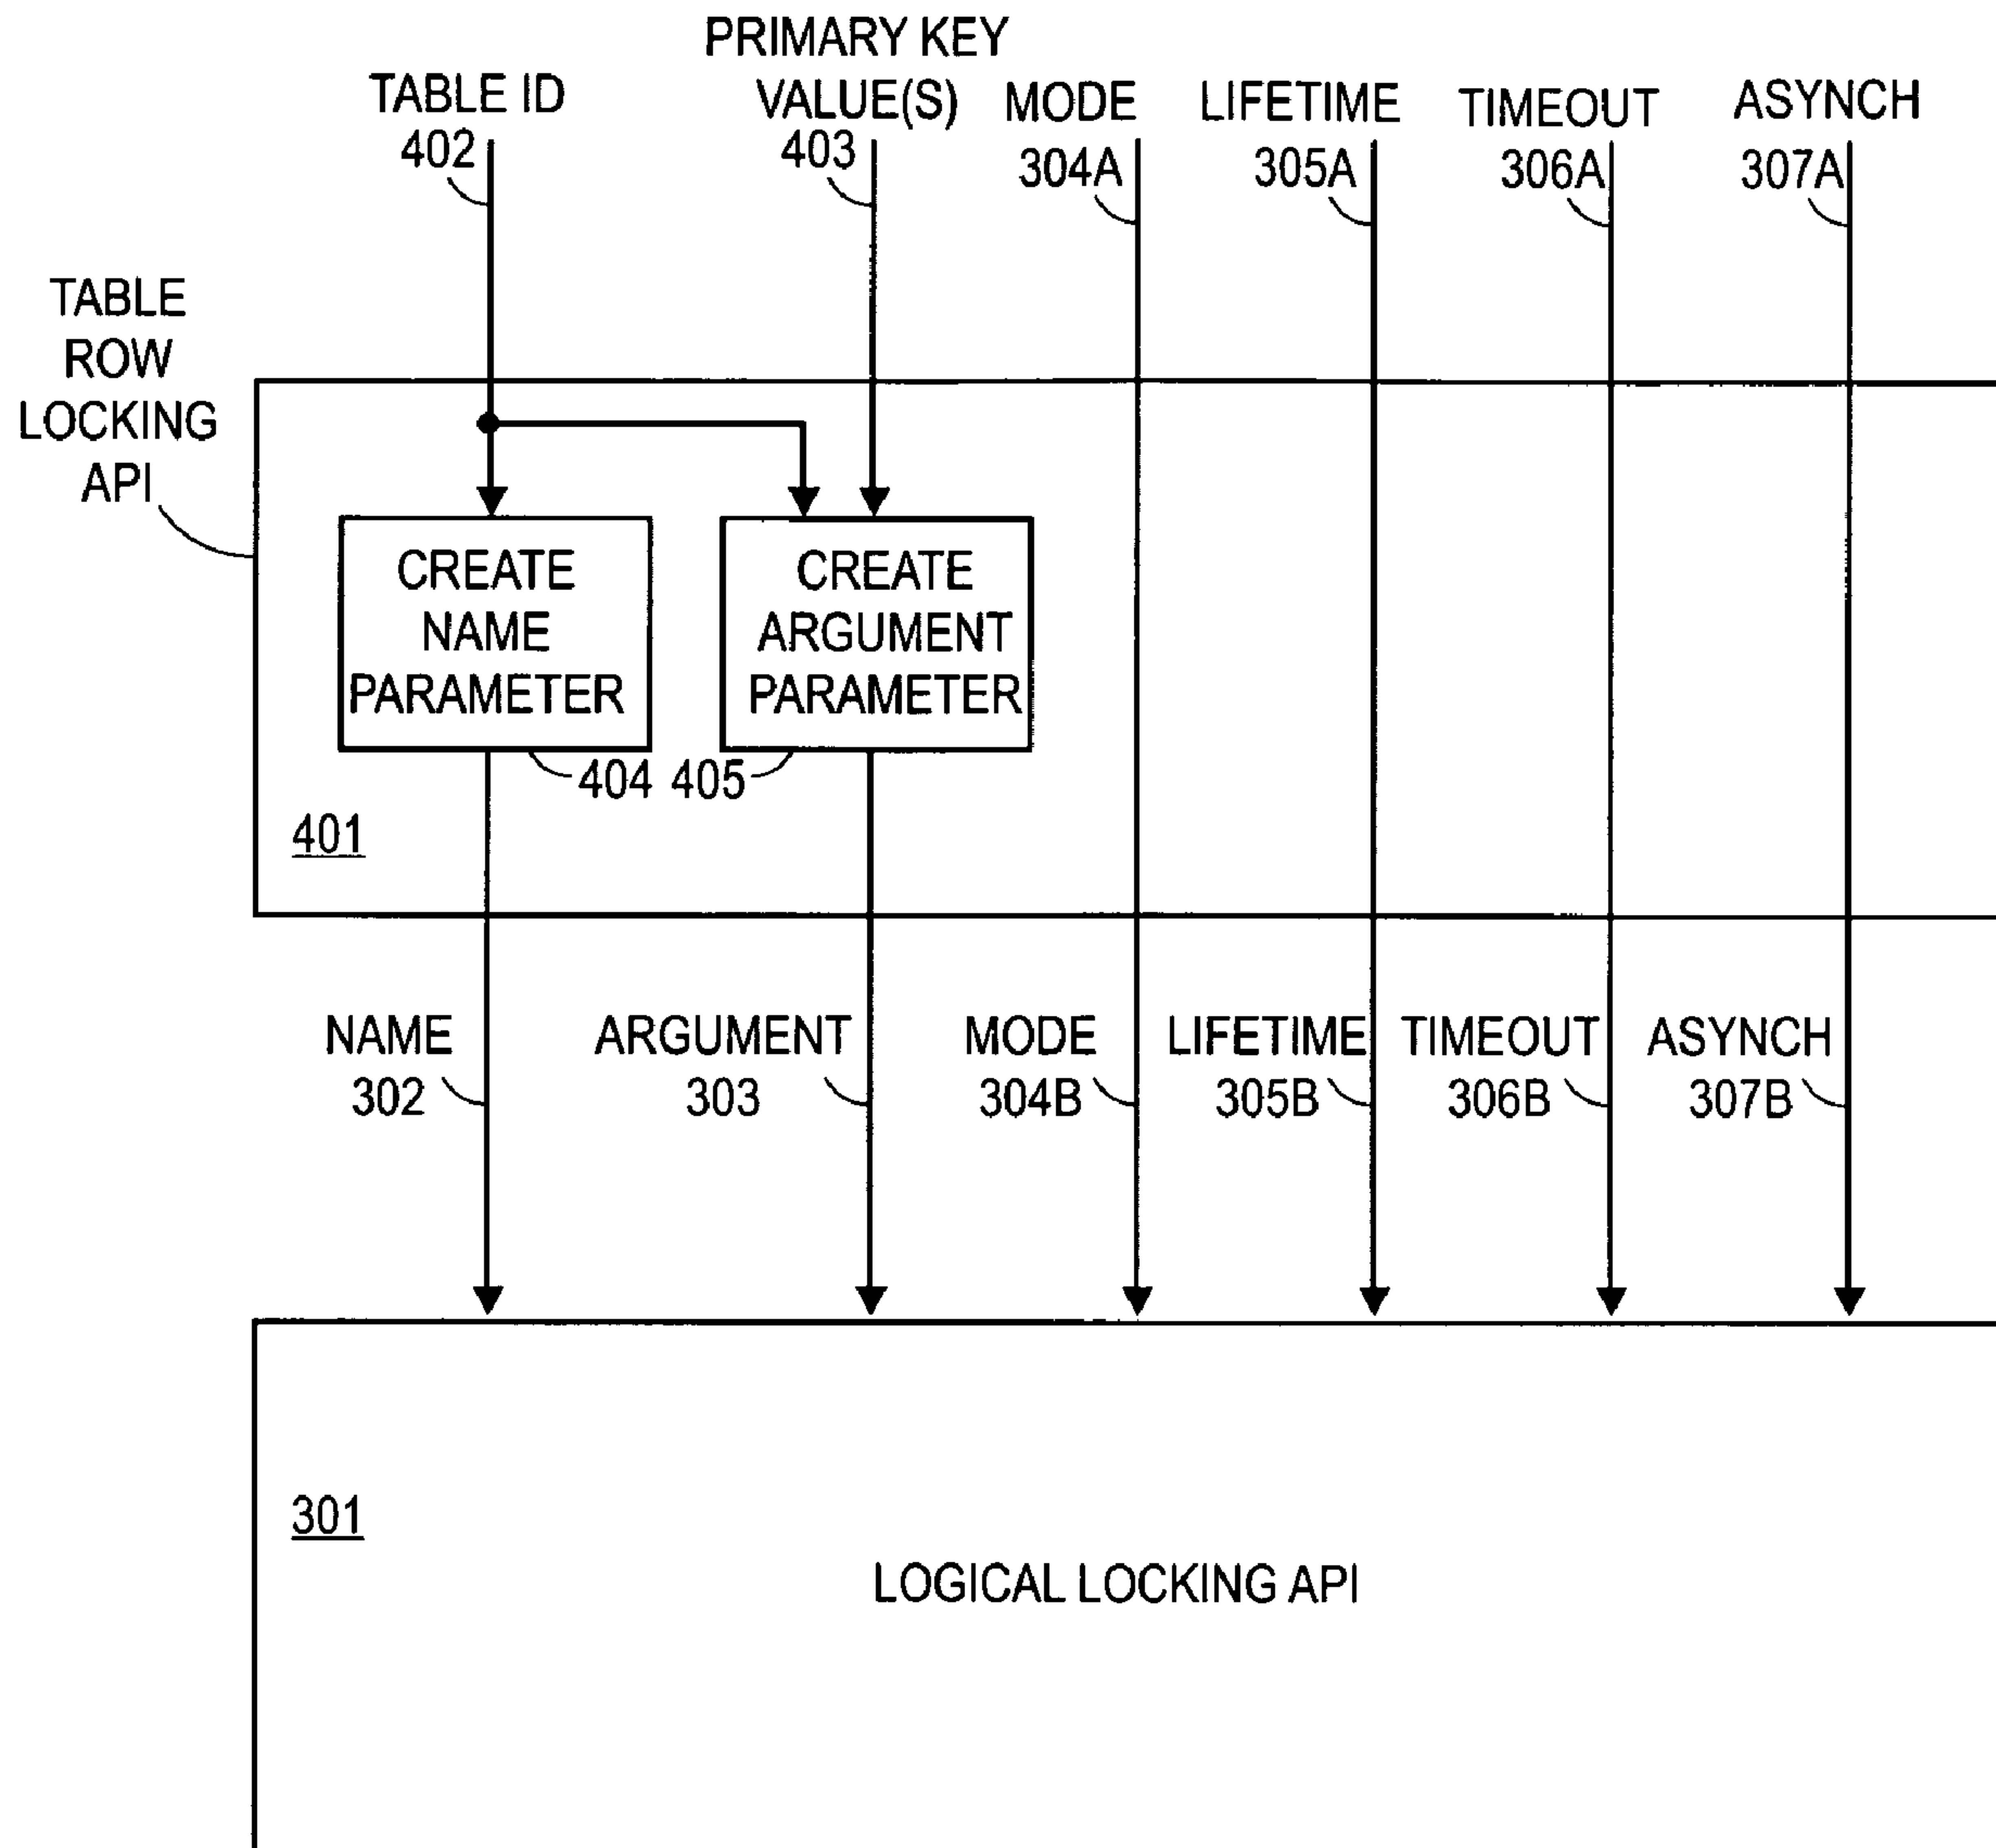 PRIMARY KEY
TABLE ID
VALUE(S)
MODE
LIFETIME
TIMEOUT
ASYNCH
402
403
304A
305A
306A
307A
TABLE
ROW
LOCKING
API
CREATE
NAME
PARAMETER
CREATE
ARGUMENT
PARAMETER
404
405
401
NAME
302
ARGUMENT
303
MODE
304B
LIFETIME
305B
TIMEOUT
306B
ASYNCH
307B
301
LOGICAL LOCKING API